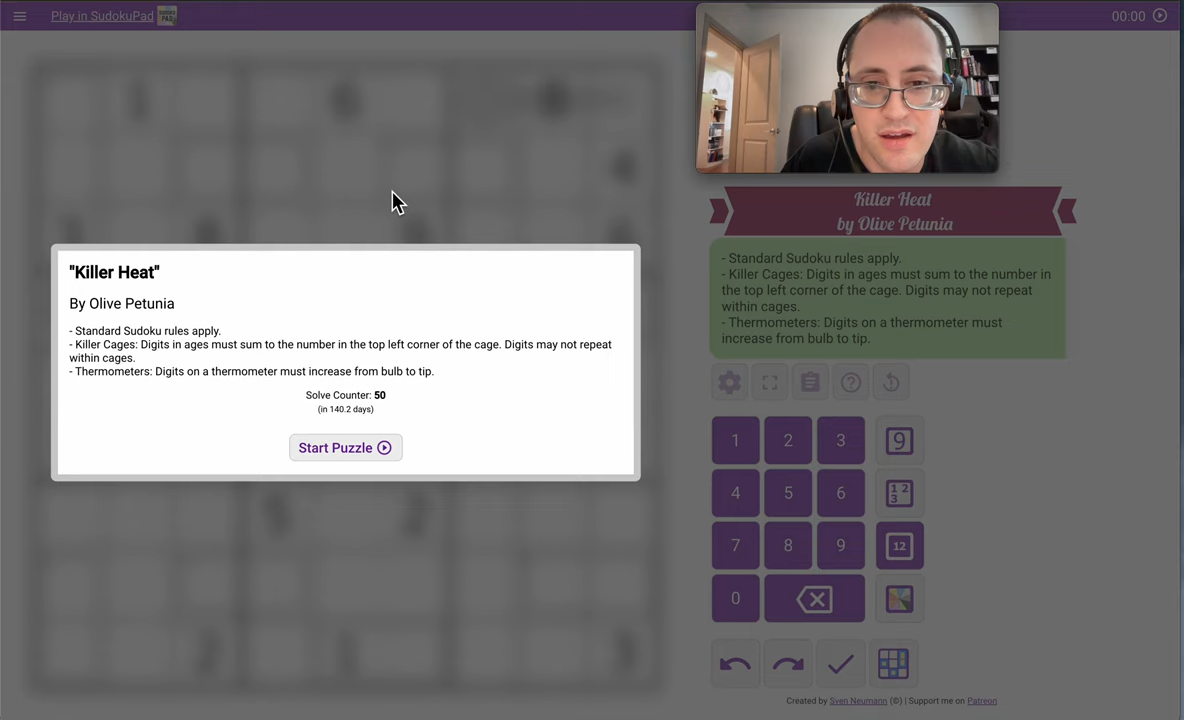 Play in SudokuPad
00:00
Killer Heat
by Olive Petunia
- Standard Sudoku rules apply.
- Killer Cages: Digits in ages must sum to the number in
the top left corner of the cage. Digits may not repeat
within cages.
- Thermometers: Digits on a thermometer must
increase from bulb to tip.
"Killer Heat"
By Olive Petunia
- Standard Sudoku rules apply.
- Killer Cages: Digits in ages must sum to the number in the top left corner of the cage. Digits may not repeat
within cages.
- Thermometers: Digits on a thermometer must increase from bulb to tip.
Solve Counter: 50
(in 140.2 days)
Start Puzzle
1 2 3 9
4 5 6 1 2 3
7 8 9 12
0
Created by Sven Neumann (©) | Support me on Patreon